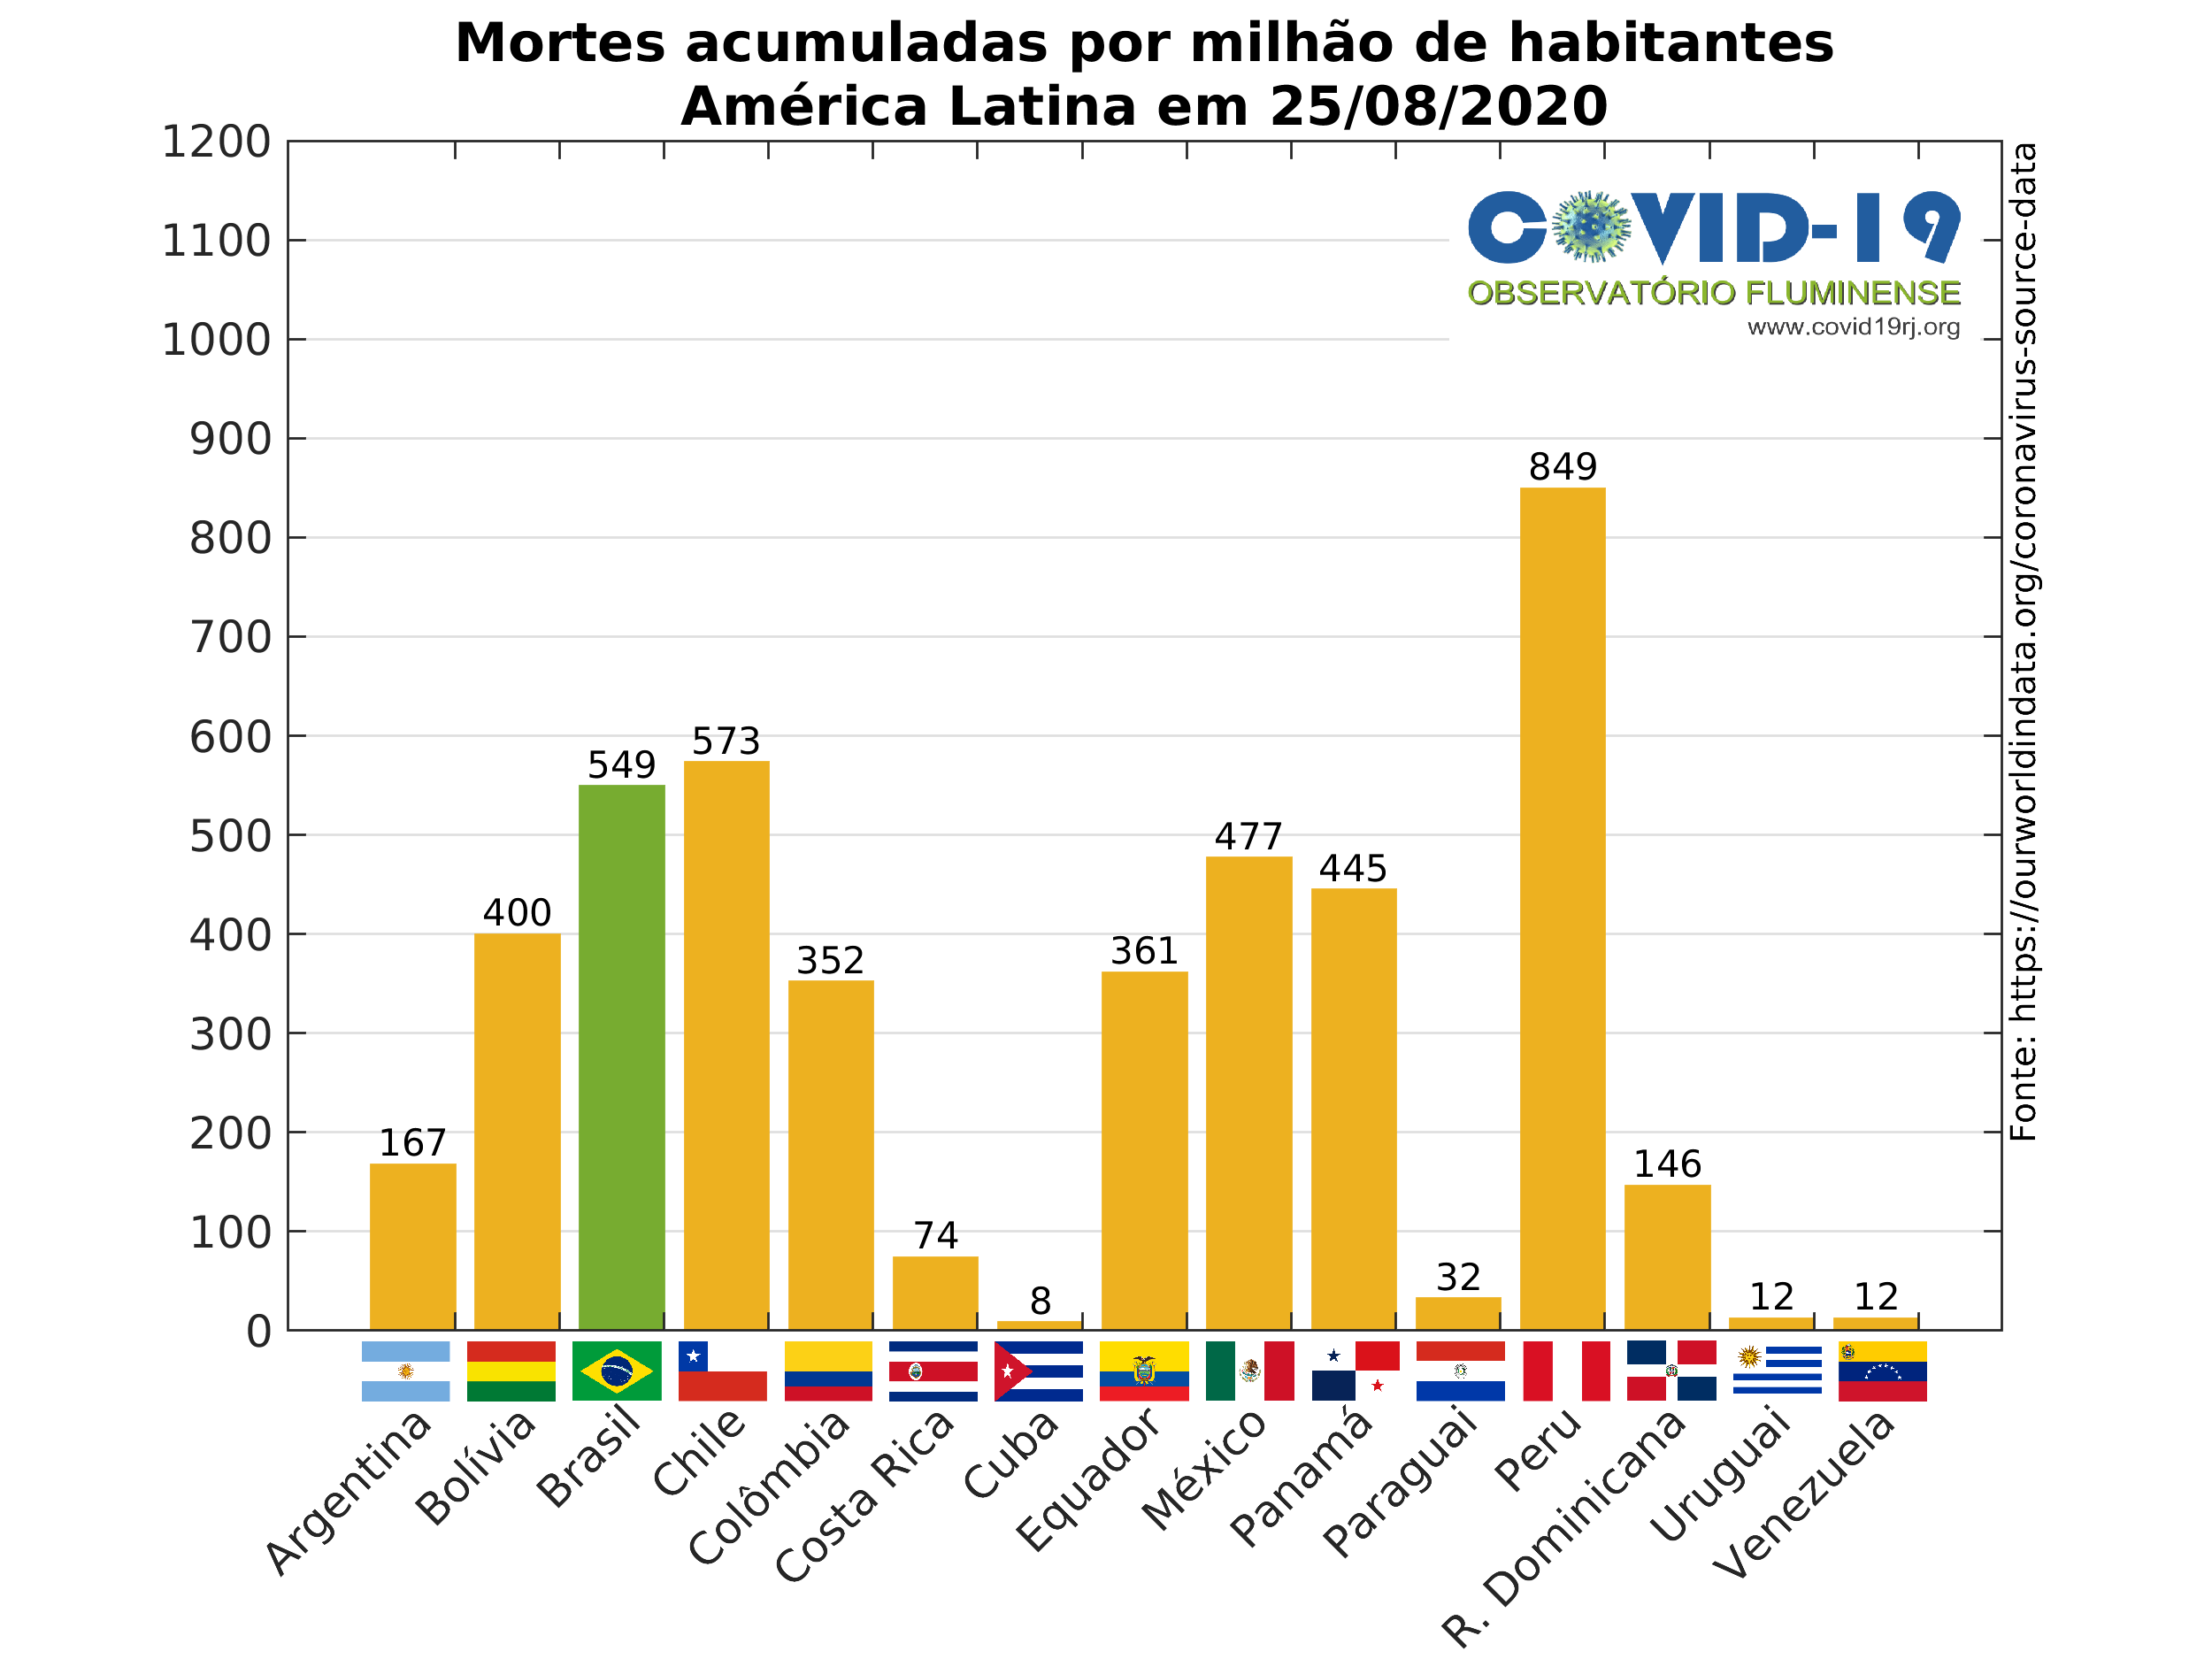 Mortes acumuladas por milhão de habitantes
América Latina em 25/08/2020
1200
1100
1000
900
800
700
600
500
400
300
200
100
0
COVID-19
OBSERVATÓRIO FLUMINENSE
www.covid19rj.org
Fonte: https://ourworldindata.org/coronavirus-source-data
167
400
549
573
352
74
8
361
477
445
32
849
146
12
12
Argentina
Bolívia
Brasil
Chile
Colômbia
Costa Rica
Cuba
Equador
México
Panamá
Paraguai
Peru
R. Dominicana
Uruguai
Venezuela